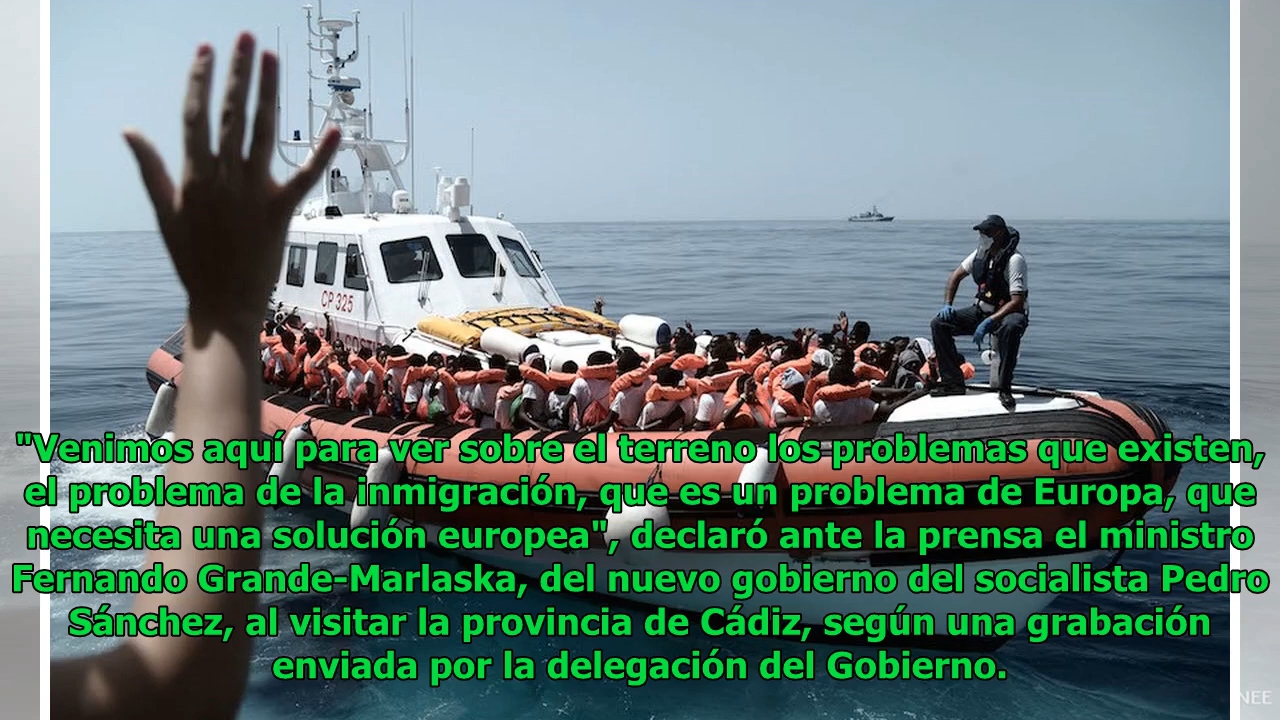 CP 325
"Venimos aquí para ver sobre el terreno los problemas que existen,
el problema de la inmigración, que es un problema de Europa, que
necesita una solución europea", declaró ante la prensa el ministro
Fernando Grande-Marlaska, del nuevo gobierno del socialista Pedro
Sánchez, al visitar la provincia de Cádiz, según una grabación
enviada por la delegación del Gobierno.
NEE